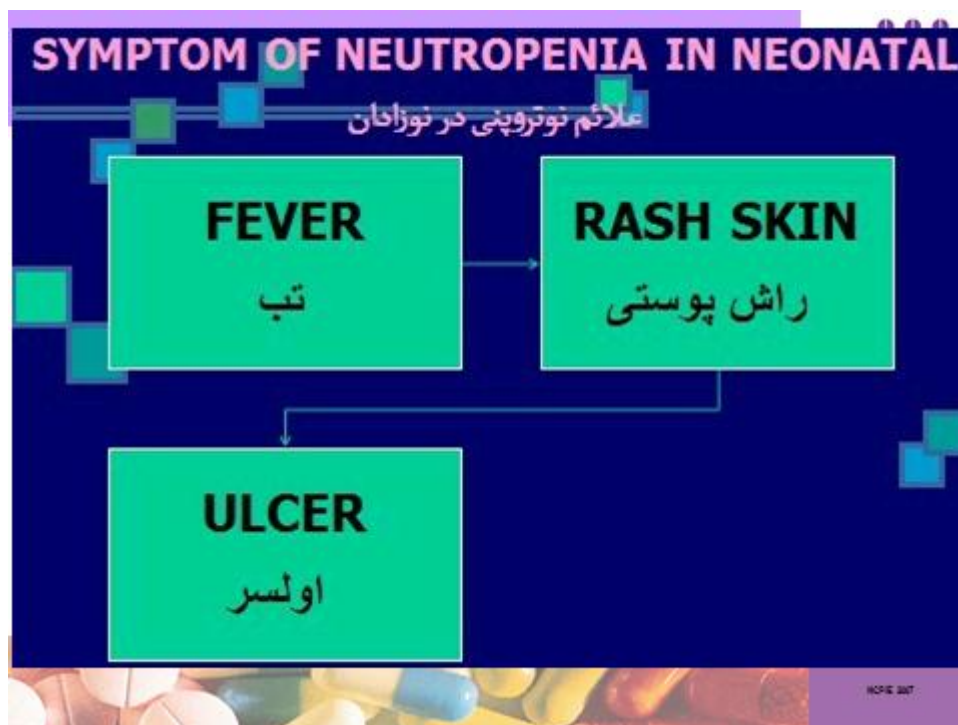 SYMPTOM OF NEUTROPENIA IN NEONATAL
علائم نوتروپنی در نوزادان
FEVER
تب
RASH SKIN
راش پوستی
ULCER
اولسر